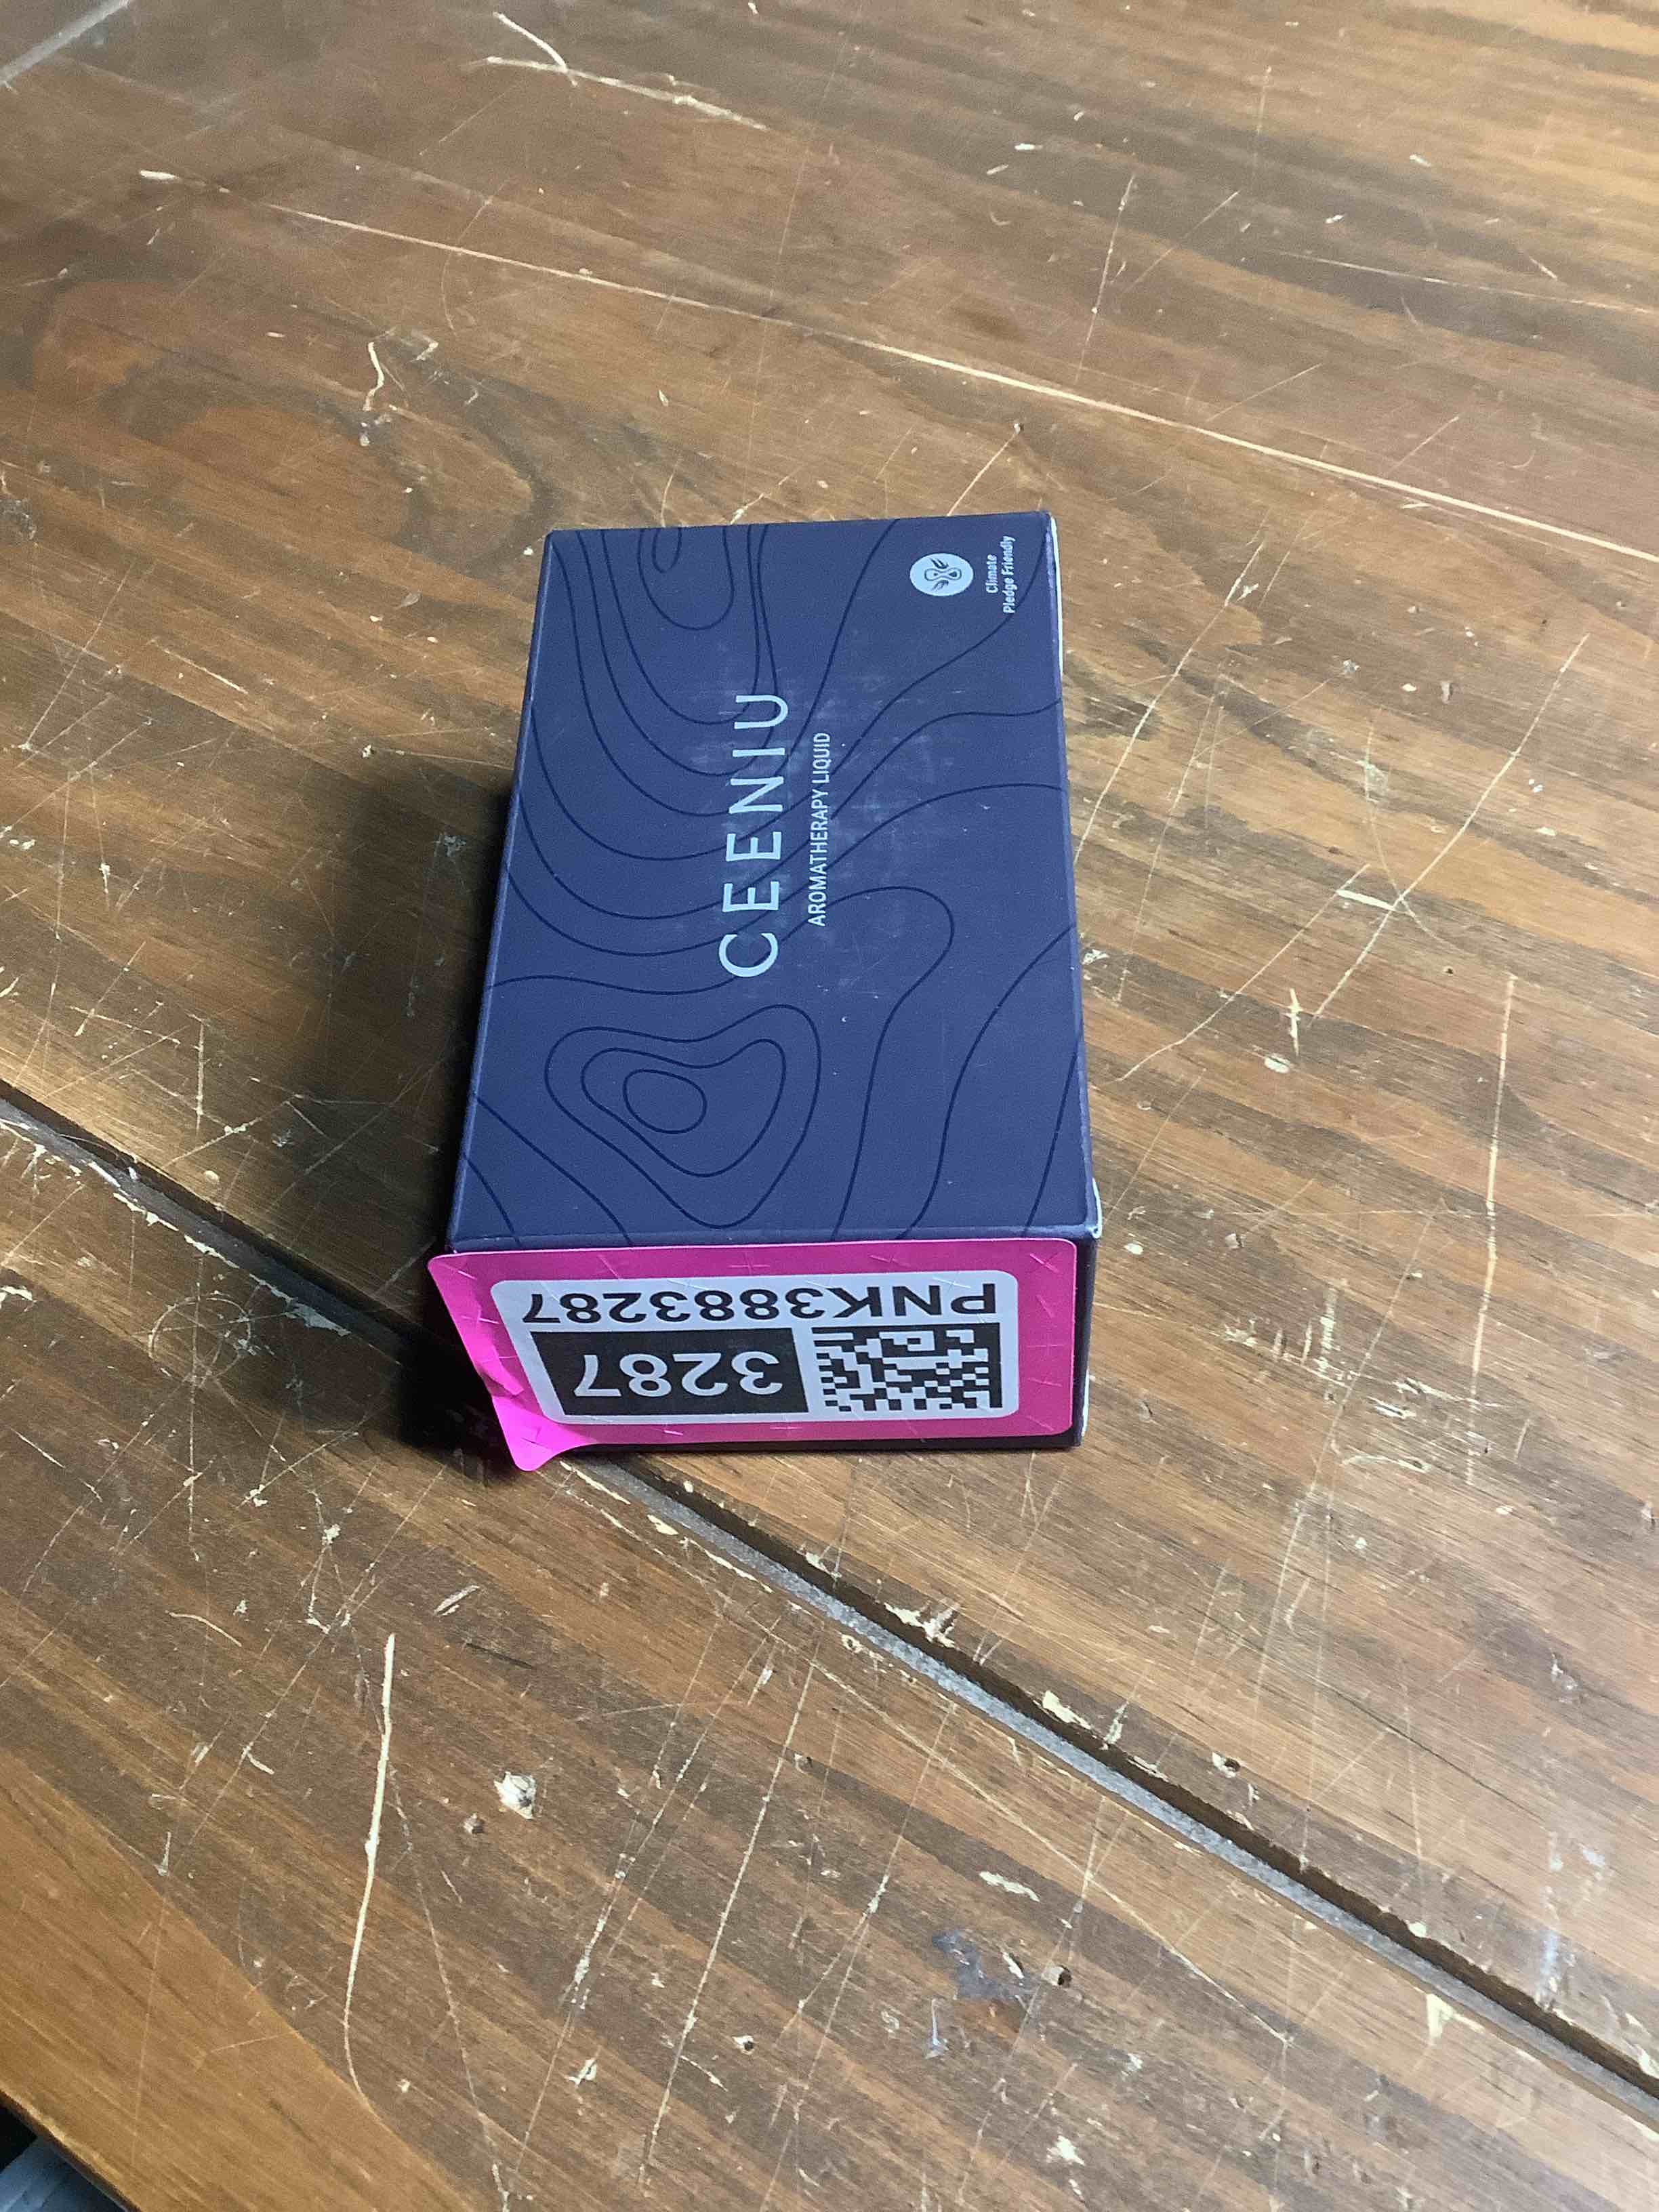 CEENIU
AROMATHERAPY LIQUID
Climate
Pledge Friendly
PNK3883287
3287